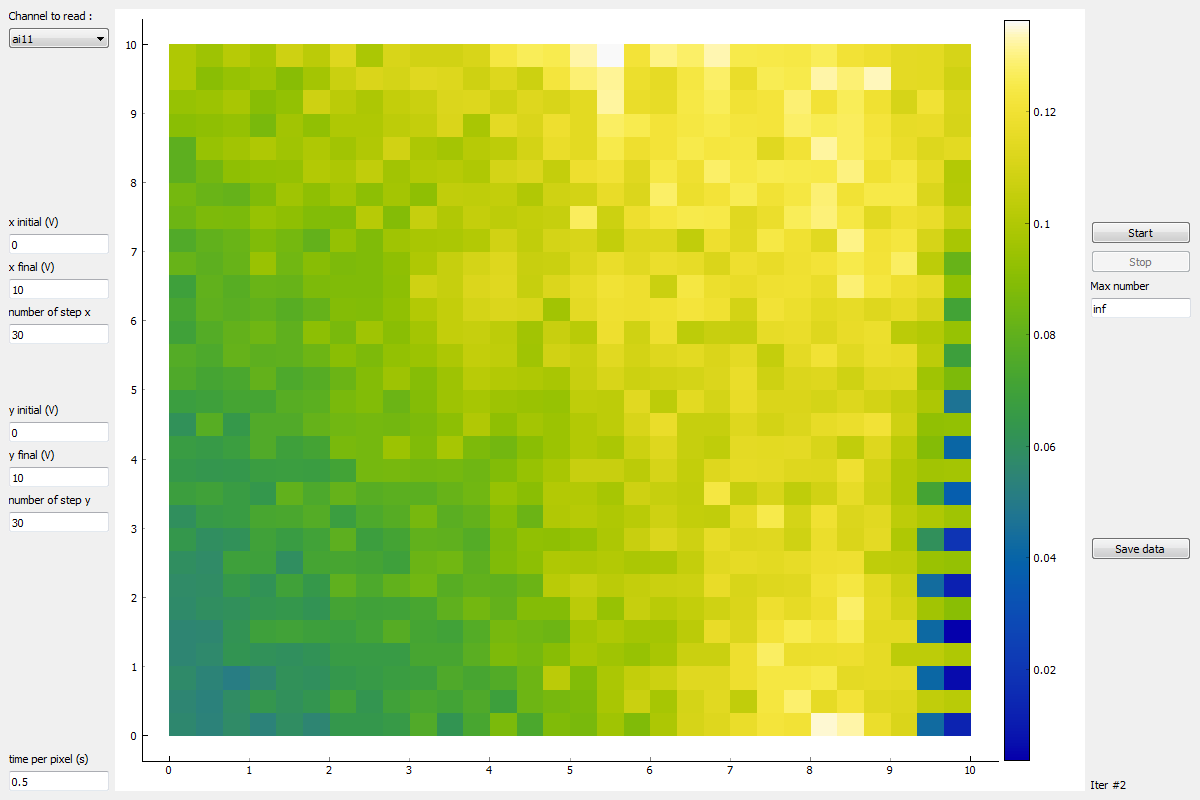 Channel to read :
ai11
x initial (V)
0
x final (V)
10
number of step x
30
y initial (V)
0
y final (V)
10
number of step y
30
time per pixel (s)
0.5
10
9
8
7
6
5
4
3
2
1
0
0 1 2 3 4 5 6 7 8 9 10
0.12
0.1
0.08
0.06
0.04
0.02
Start
Stop
Max number
inf
Save data
Iter #2